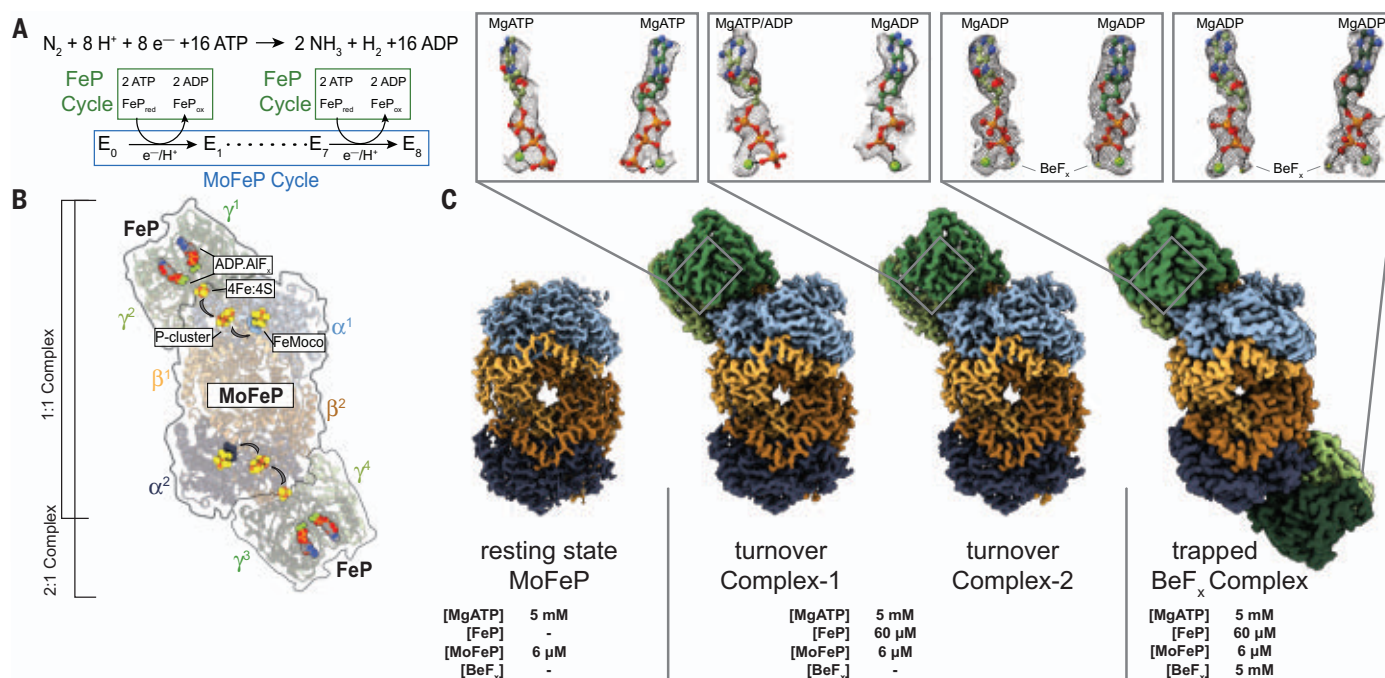 A
N₂ + 8 H⁺ + 8 e⁻ +16 ATP → 2 NH₃ + H₂ +16 ADP
FeP Cycle
2 ATP 2 ADP
FeP_red FeP_ox
FeP Cycle
2 ATP 2 ADP
FeP_red FeP_ox
E₀ E₁ ........ E₇ E₈
e⁻/H⁺ e⁻/H⁺
MoFeP Cycle
MgATP MgATP
MgATP/ADP MgADP
MgADP MgADP
BeFₓ
MgADP MgADP
BeFₓ
B
1:1 Complex
2:1 Complex
FeP
γ¹
ADP.AlFₓ
4Fe:4S
γ²
P-cluster
FeMoco
α¹
β¹
MoFeP
β²
α²
γ⁴
γ³
FeP
C
resting state
MoFeP
[MgATP] 5 mM
[FeP] -
[MoFeP] 6 µM
[BeFₓ] -
turnover
Complex-1
turnover
Complex-2
[MgATP] 5 mM
[FeP] 60 µM
[MoFeP] 6 µM
[BeFₓ] -
trapped
BeFₓ Complex
[MgATP] 5 mM
[FeP] 60 µM
[MoFeP] 6 µM
[BeFₓ] 5 mM